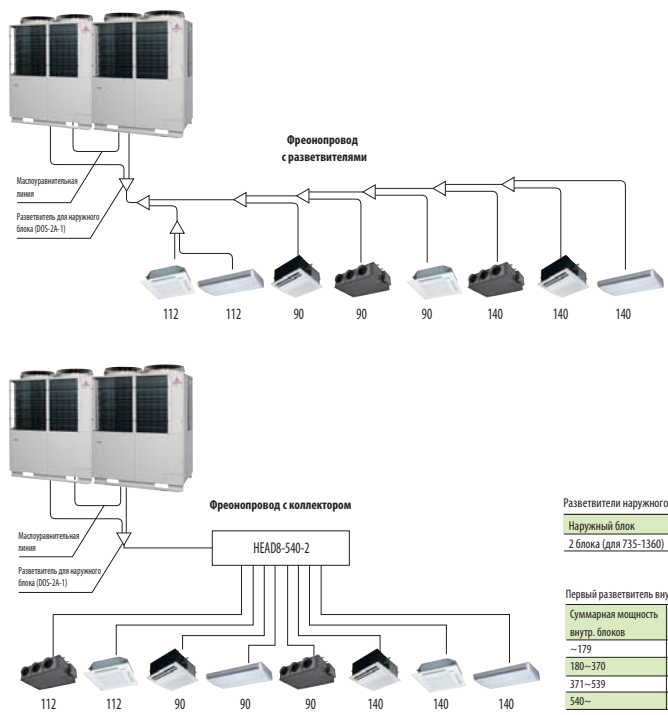 Фреонопровод
с разветвителями
Маслоуравнительная
линия
Разветвитель для наружного
блока (DOS-2A-1)
112 112 90 90 90 140 140 140
Фреонопровод с коллектором
HEAD8-540-2
Маслоуравнительная
линия
Разветвитель для наружного
блока (DOS-2A-1)
112 112 90 90 90 140 140 140
Разветвители наружного
Наружный блок
2 блока (для 735-1360)
Первый разветвитель вну
Суммарная мощность
внутр. блоков
~179
180~370
371~539
540~